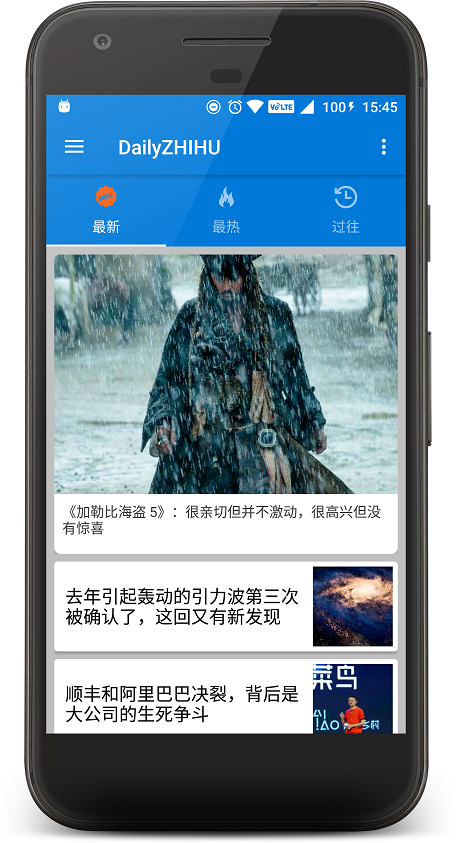 VoLTE 100 15:45
DailyZHIHU
NEW
最新 最热 过往
《加勒比海盗 5》：很亲切但并不激动，很高兴但没
有惊喜
去年引起轰动的引力波第三次
被确认了，这回又有新发现
顺丰和阿里巴巴决裂，背后是
大公司的生死争斗
菜鸟